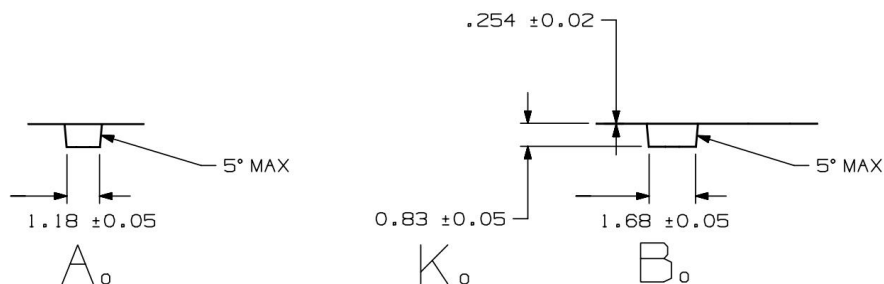 .254 ±0.02
5° MAX
5° MAX
1.18 ±0.05
0.83 ±0.05
1.68 ±0.05
A₀
K₀
B₀